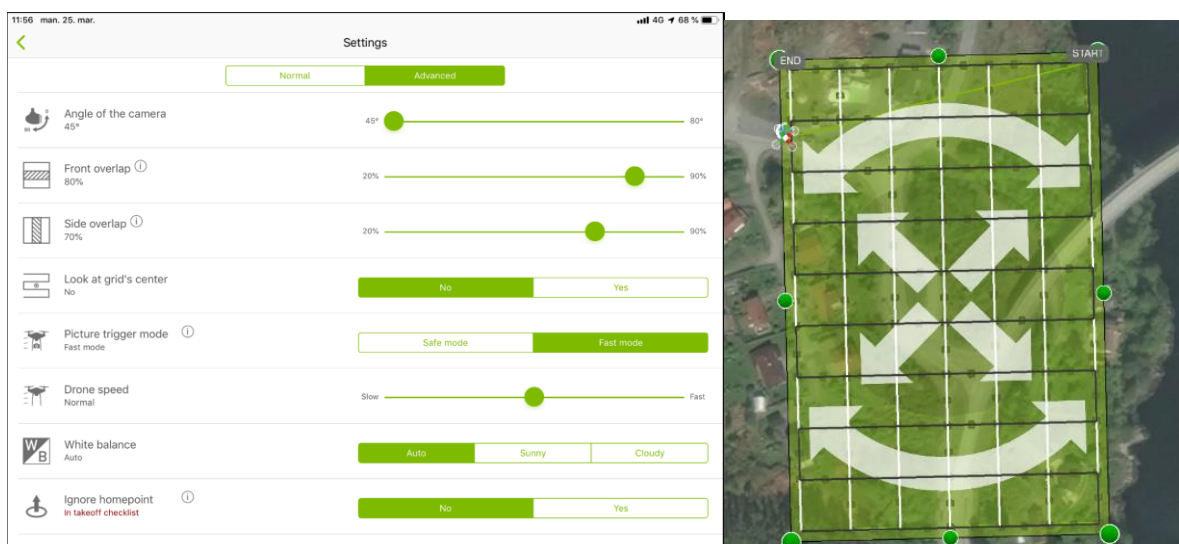 11:56 man. 25. mar.
4G 68 %
Settings
Normal Advanced
Angle of the camera
45°
45° 80°
Front overlap
80%
20% 90%
Side overlap
70%
20% 90%
Look at grid's center
No
No Yes
Picture trigger mode
Fast mode
Safe mode Fast mode
Drone speed
Normal
Slow Fast
W
B
White balance
Auto
Auto Sunny Cloudy
Ignore homepoint
In takeoff checklist
No Yes
END START